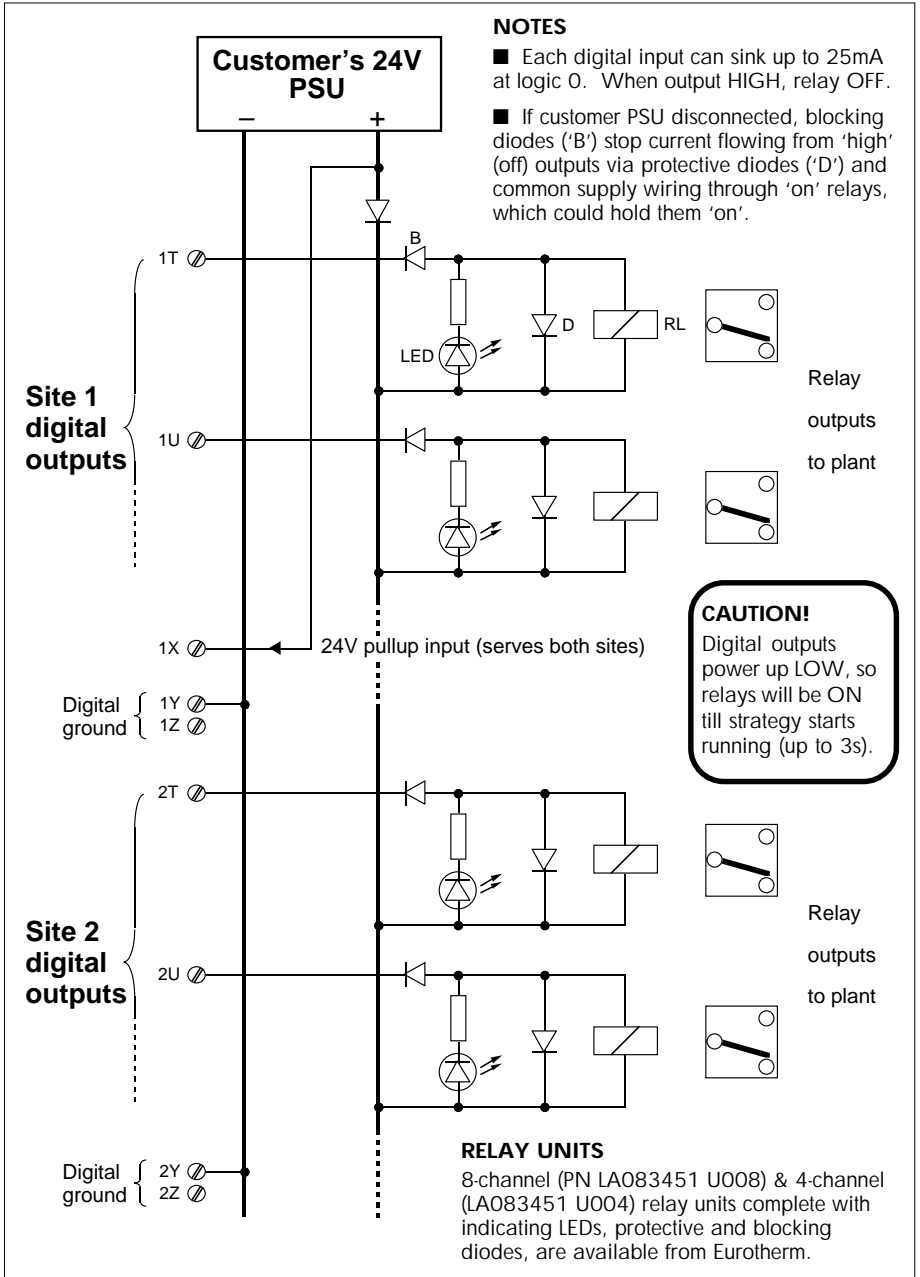 NOTES
■ Each digital input can sink up to 25mA
at logic 0. When output HIGH, relay OFF.
■ If customer PSU disconnected, blocking
diodes ('B') stop current flowing from 'high'
(off) outputs via protective diodes ('D') and
common supply wiring through 'on' relays,
which could hold them 'on'.
Customer's 24V
PSU
– +
B
1T
LED
D
RL
Relay
outputs
to plant
Site 1
digital
outputs
1U
CAUTION!
Digital outputs
power up LOW, so
relays will be ON
till strategy starts
running (up to 3s).
1X
24V pullup input (serves both sites)
Digital
ground
1Y
1Z
2T
Site 2
digital
outputs
2U
Relay
outputs
to plant
Digital
ground
2Y
2Z
RELAY UNITS
8-channel (PN LA083451 U008) & 4-channel
(LA083451 U004) relay units complete with
indicating LEDs, protective and blocking
diodes, are available from Eurotherm.